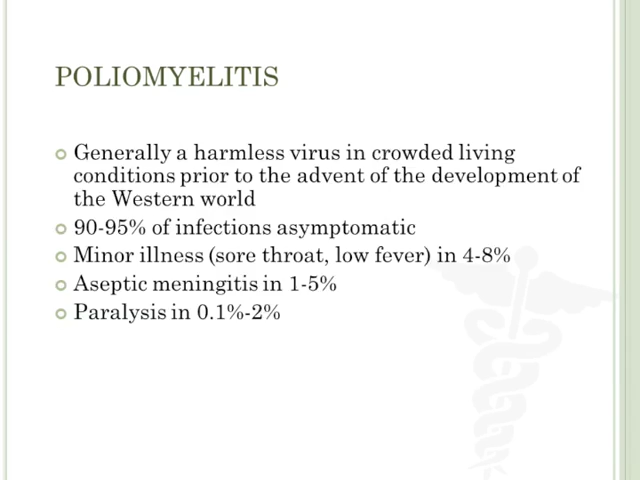 POLIOMYELITIS
Generally a harmless virus in crowded living
conditions prior to the advent of the development of
the Western world
90-95% of infections asymptomatic
Minor illness (sore throat, low fever) in 4-8%
Aseptic meningitis in 1-5%
Paralysis in 0.1%-2%